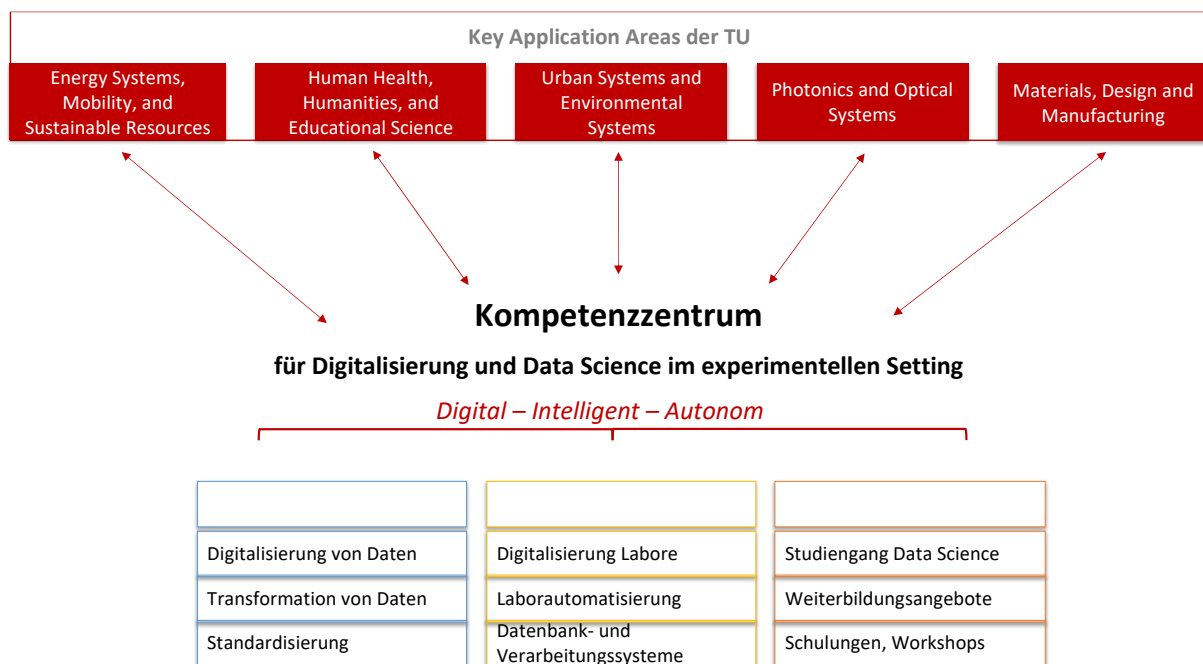 Key Application Areas der TU
Energy Systems,
Mobility, and
Sustainable Resources
Human Health,
Humanities, and
Educational Science
Urban Systems and
Environmental
Systems
Photonics and Optical
Systems
Materials, Design and
Manufacturing
Kompetenzzentrum
für Digitalisierung und Data Science im experimentellen Setting
Digital – Intelligent – Autonom
Digitalisierung von Daten
Transformation von Daten
Standardisierung
Digitalisierung Labore
Laborautomatisierung
Datenbank- und
Verarbeitungssysteme
Studiengang Data Science
Weiterbildungsangebote
Schulungen, Workshops